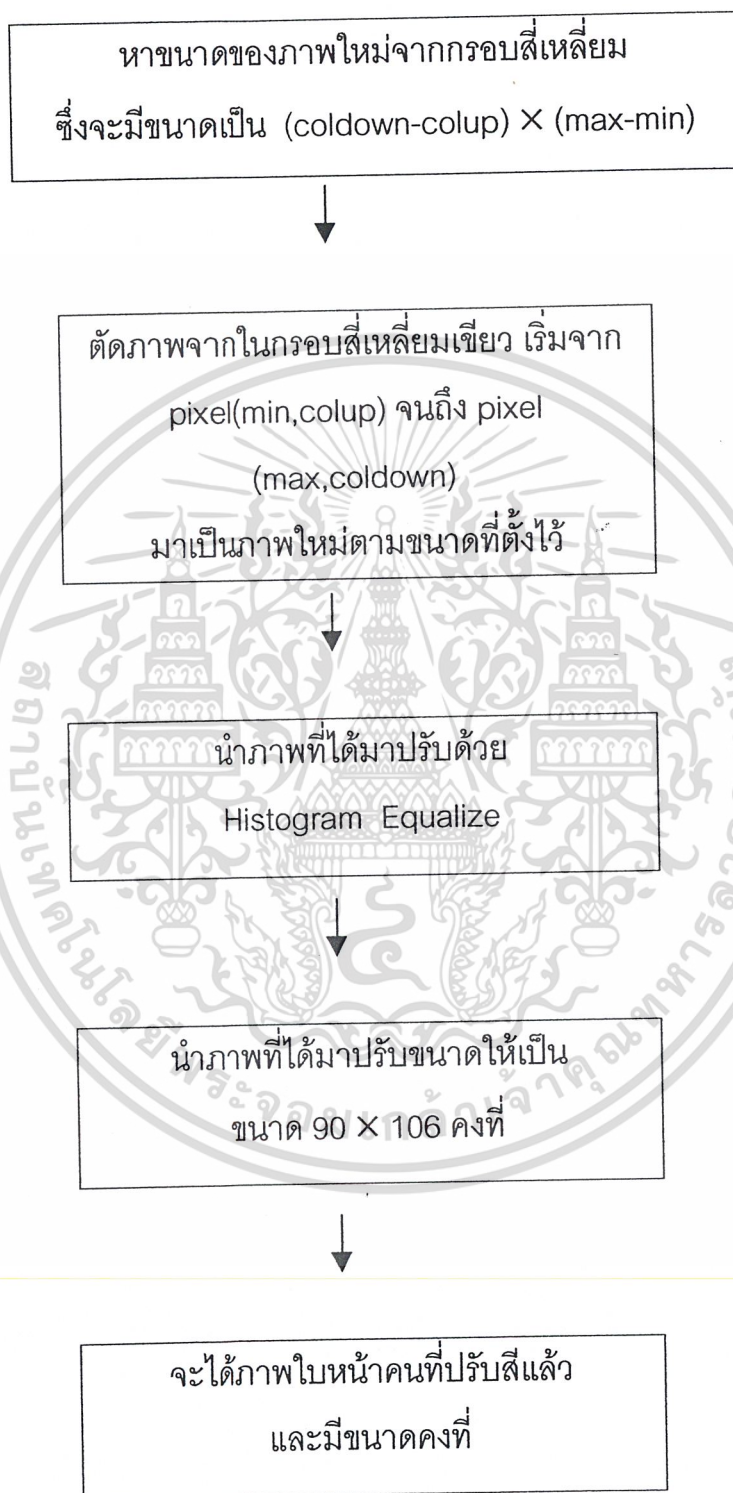 หาขนาดของภาพใหม่จากกรอบสี่เหลี่ยม
ซึ่งจะมีขนาดเป็น (coldown-colup) × (max-min)
ตัดภาพจากในกรอบสี่เหลี่ยมเขียว เริ่มจาก
pixel(min,colup) จนถึง pixel
(max,coldown)
มาเป็นภาพใหม่ตามขนาดที่ตั้งไว้
นำภาพที่ได้มาปรับด้วย
Histogram Equalize
นำภาพที่ได้มาปรับขนาดให้เป็น
ขนาด 90 × 106 คงที่
จะได้ภาพใบหน้าคนที่ปรับสีแล้ว
และมีขนาดคงที่